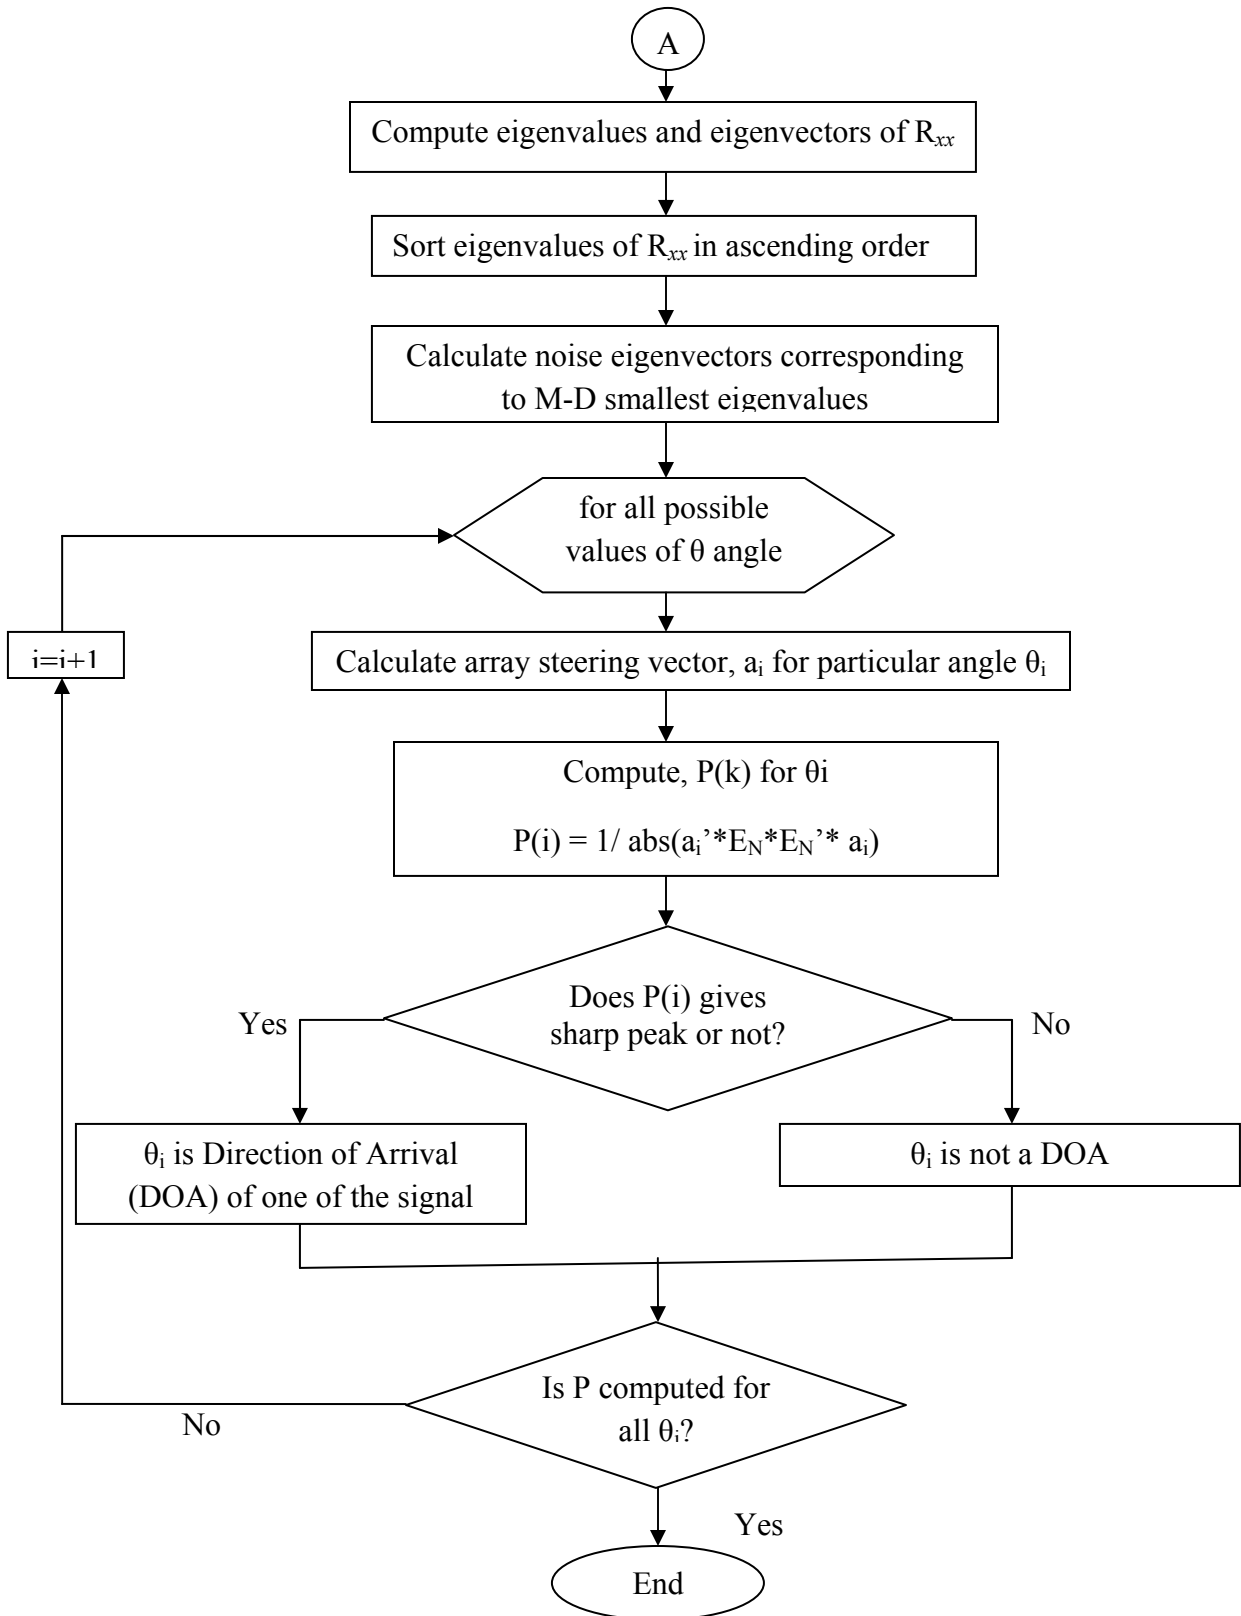 A
Compute eigenvalues and eigenvectors of Rxx
Sort eigenvalues of Rxx in ascending order
Calculate noise eigenvectors corresponding
to M-D smallest eigenvalues
for all possible
values of θ angle
i=i+1
Calculate array steering vector, ai for particular angle θi
Compute, P(k) for θi
P(i) = 1/ abs(ai’*EN*EN’* ai)
Does P(i) gives
sharp peak or not?
Yes
No
θi is Direction of Arrival
(DOA) of one of the signal
θi is not a DOA
Is P computed for
all θi?
No
Yes
End